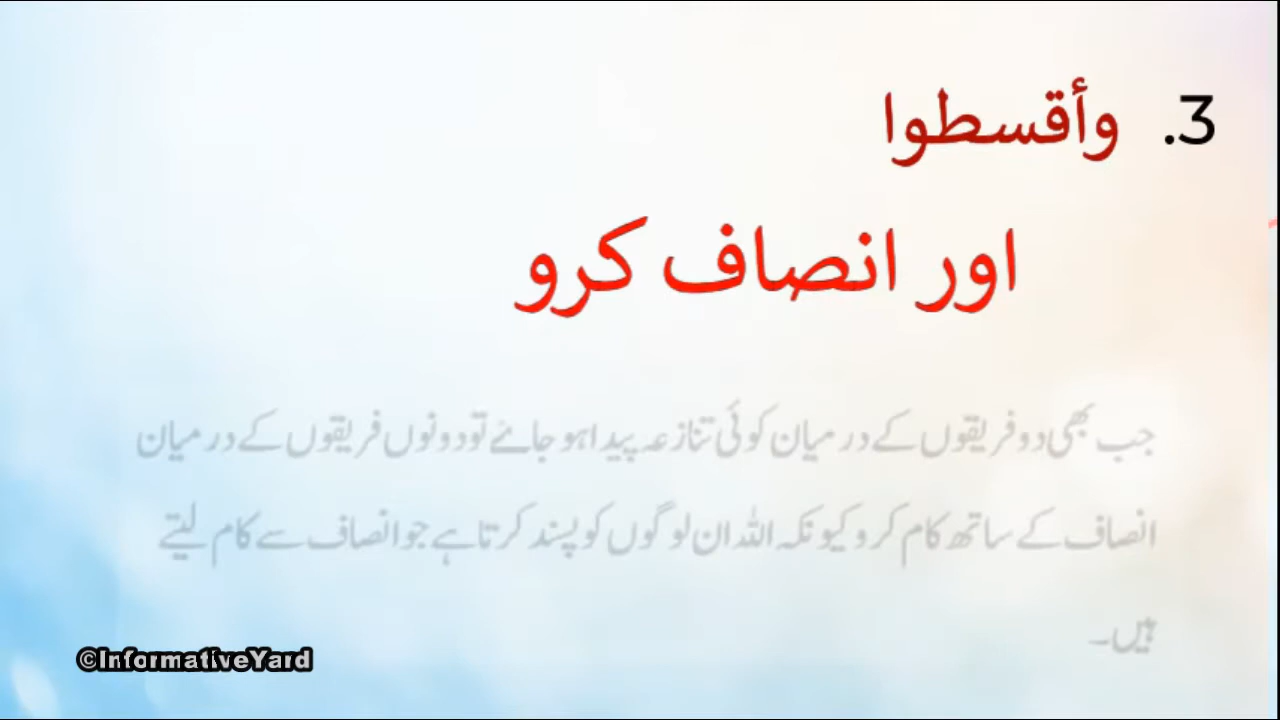 3. وأقسطوا
اور انصاف کرو
جب بھی دو فریقوں کے درمیان کوئی تنازعہ پیدا ہو جائے تو دونوں فریقوں کے درمیان
انصاف کے ساتھ کام کرو کیونکہ اللہ ان لوگوں کو پسند کرتا ہے جو انصاف سے کام لیتے
ہیں۔
©InformativeYard